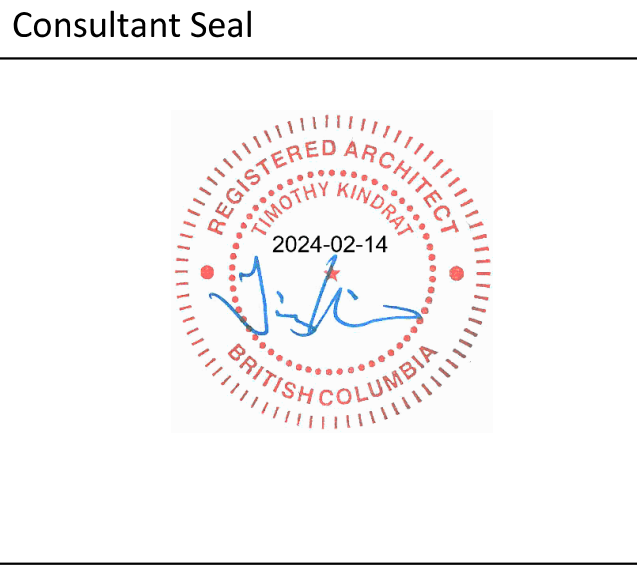 Consultant Seal
REGISTERED ARCHITECT
TIMOTHY KINDRAT
2024-02-14
BRITISH COLUMBIA